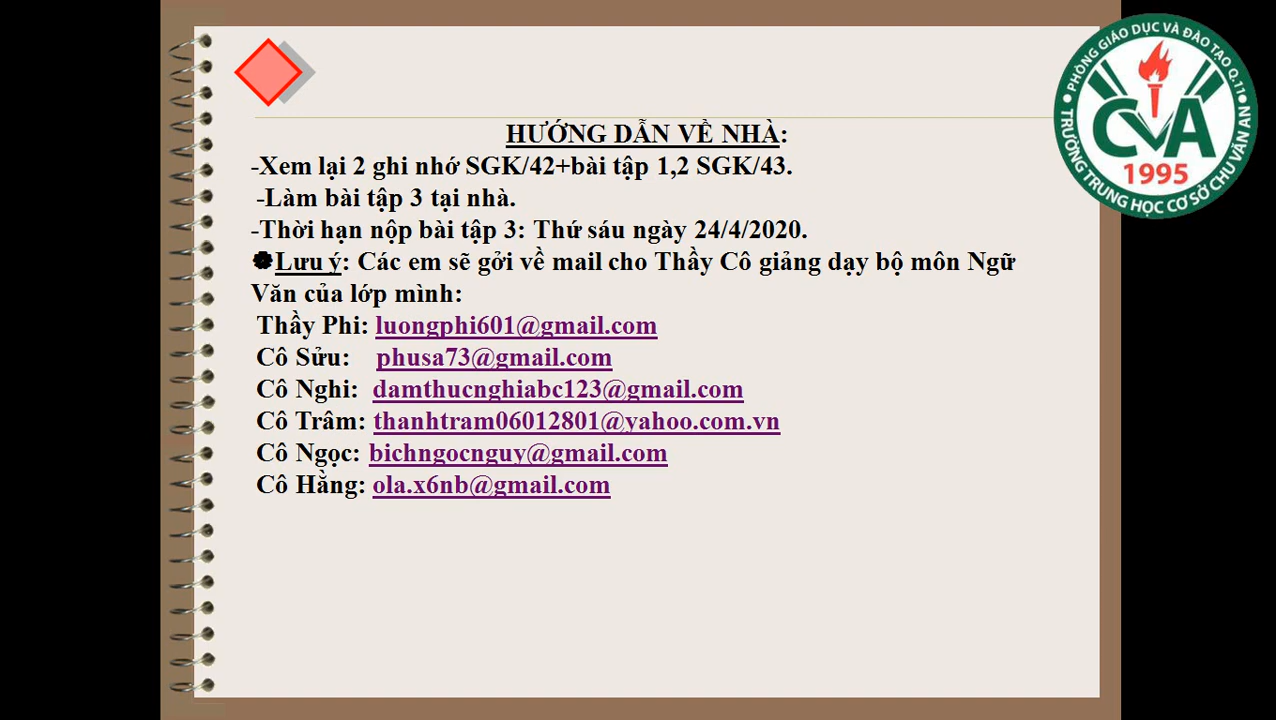 HƯỚNG DẪN VỀ NHÀ:
-Xem lại 2 ghi nhớ SGK/42+bài tập 1,2 SGK/43.
-Làm bài tập 3 tại nhà.
-Thời hạn nộp bài tập 3: Thứ sáu ngày 24/4/2020.
Lưu ý: Các em sẽ gởi về mail cho Thầy Cô giảng dạy bộ môn Ngữ
Văn của lớp mình:
Thầy Phi: luongphi601@gmail.com
Cô Sửu: phusa73@gmail.com
Cô Nghi: damthucnghiabc123@gmail.com
Cô Trâm: thanhtram06012801@yahoo.com.vn
Cô Ngọc: bichngocnguy@gmail.com
Cô Hằng: ola.x6nb@gmail.com
PHÒNG GIÁO DỤC VÀ ĐÀO TẠO Q.11
CVA
1995
TRƯỜNG TRUNG HỌC CƠ SỞ CHU VĂN AN